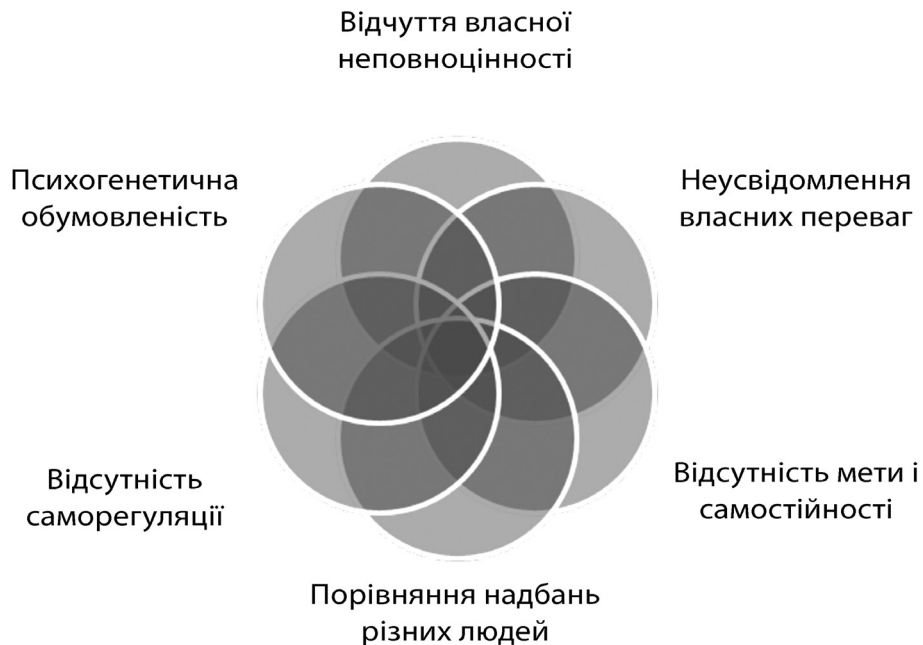 Відчуття власної
неповноцінності
Психогенетична
обумовленість
Неусвідомлення
власних переваг
Відсутність
саморегуляції
Відсутність мети і
самостійності
Порівняння надбань
різних людей